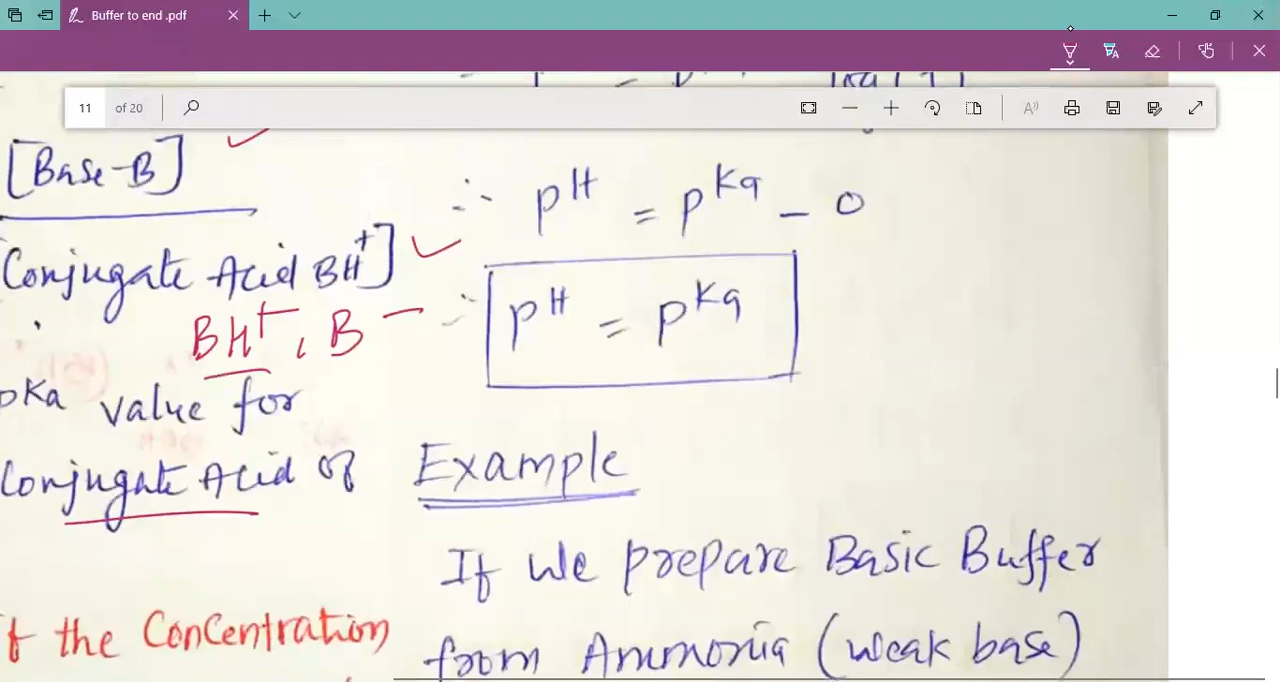 Buffer to end .pdf
11 of 20
[Base-B]
Conjugate Acid BH+]
BH+, B
pKa value for
Conjugate Acid of
f the Concentration
∴ pH = pKa - 0
∴ pH = pKa
Example
If we prepare Basic Buffer
from Ammonia (weak base)